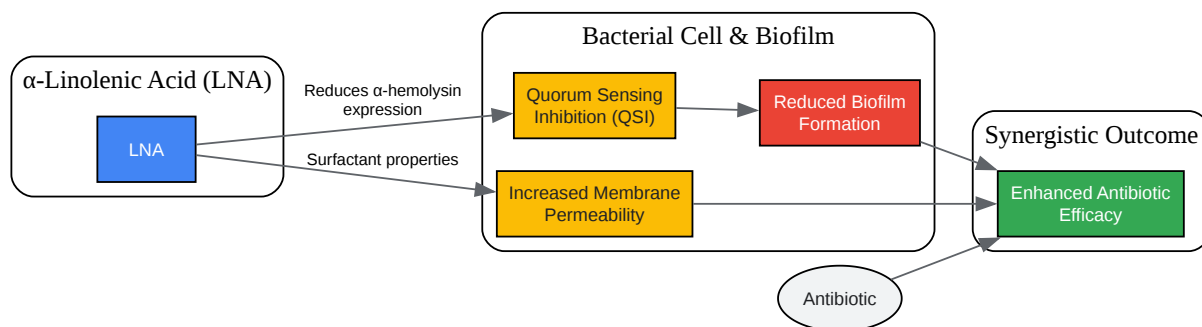 α-Linolenic Acid (LNA)
LNA
Reduces α-hemolysin
expression
Surfactant properties
Bacterial Cell & Biofilm
Quorum Sensing
Inhibition (QSI)
Reduced Biofilm
Formation
Increased Membrane
Permeability
Synergistic Outcome
Enhanced Antibiotic
Efficacy
Antibiotic